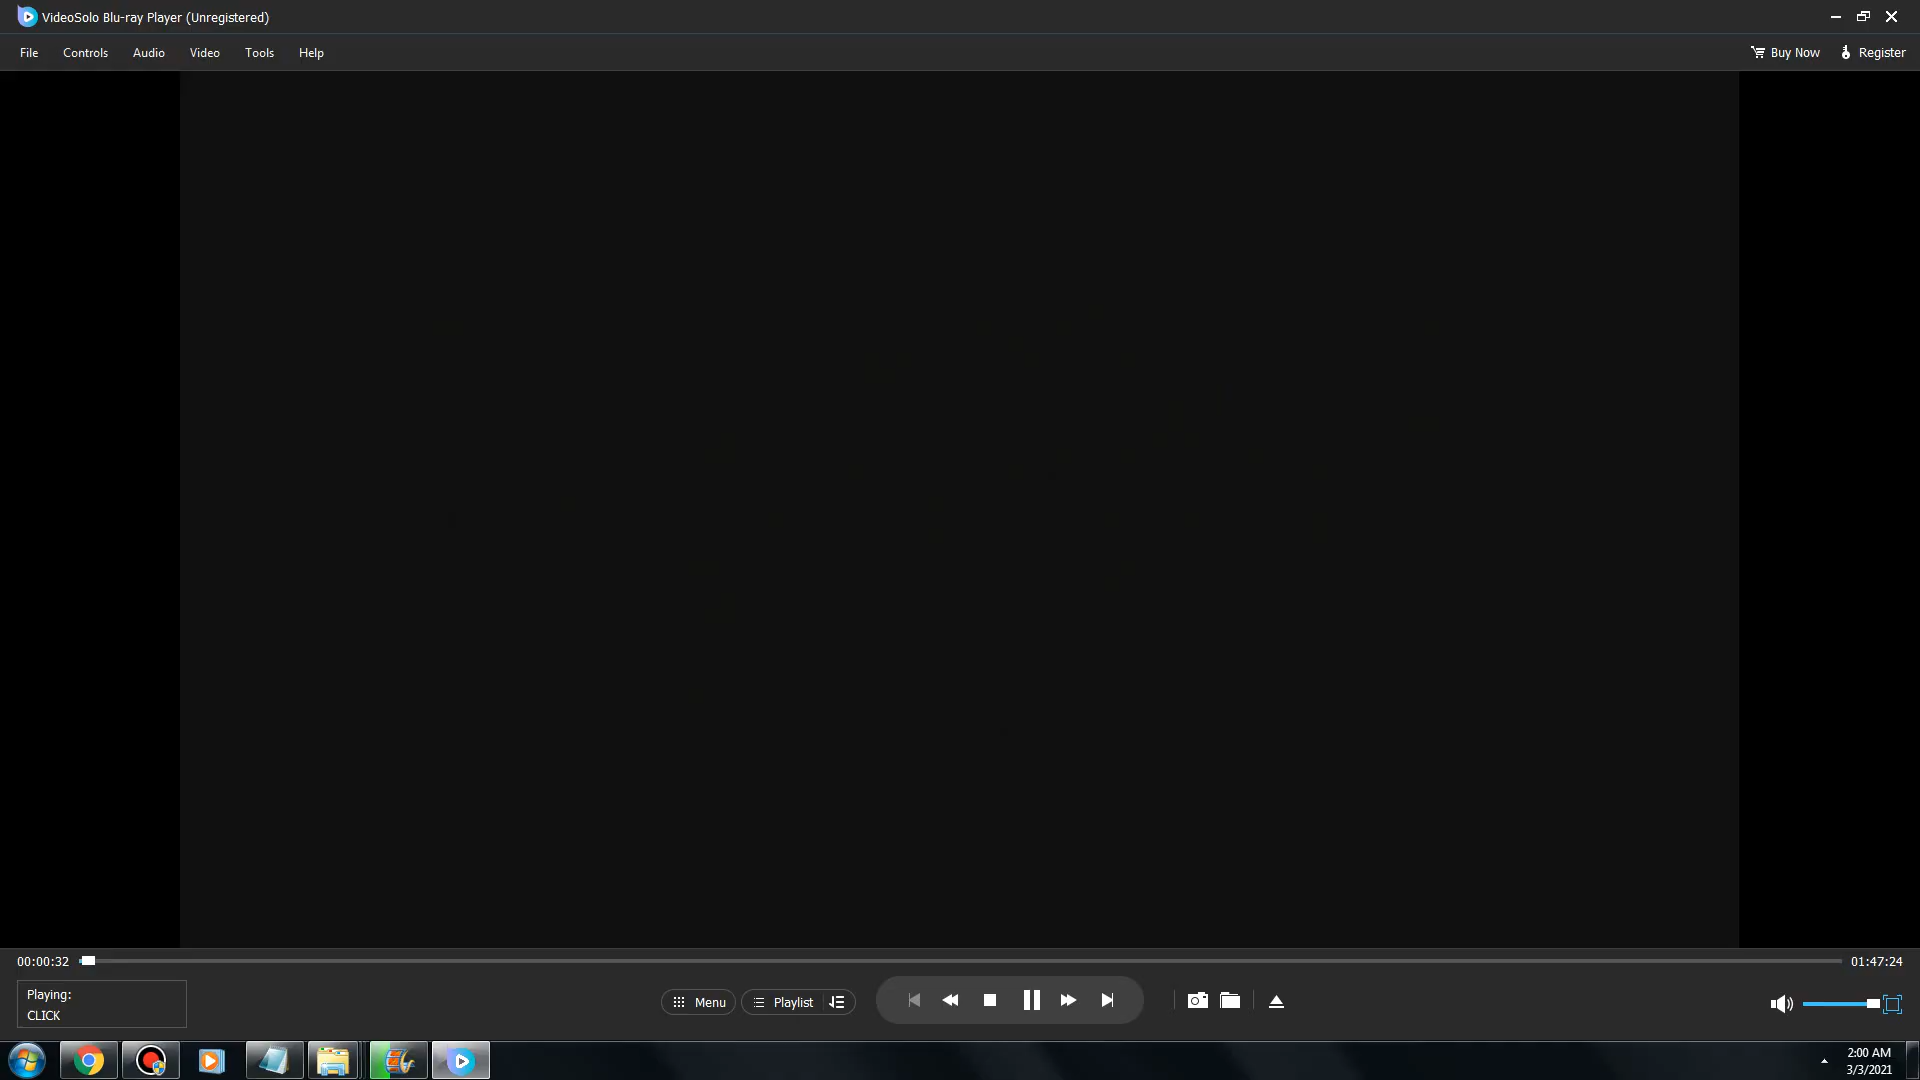 VideoSolo Blu-ray Player (Unregistered)
File Controls Audio Video Tools Help
Buy Now Register
00:00:32
01:47:24
Playing:
CLICK
Menu
Playlist
2:00 AM
3/3/2021